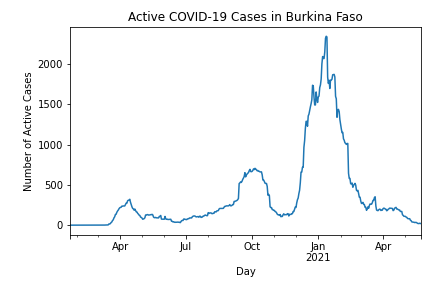 Active COVID-19 Cases in Burkina Faso
Number of Active Cases
2000
1500
1000
500
0
Apr Jul Oct Jan Apr
2021
Day